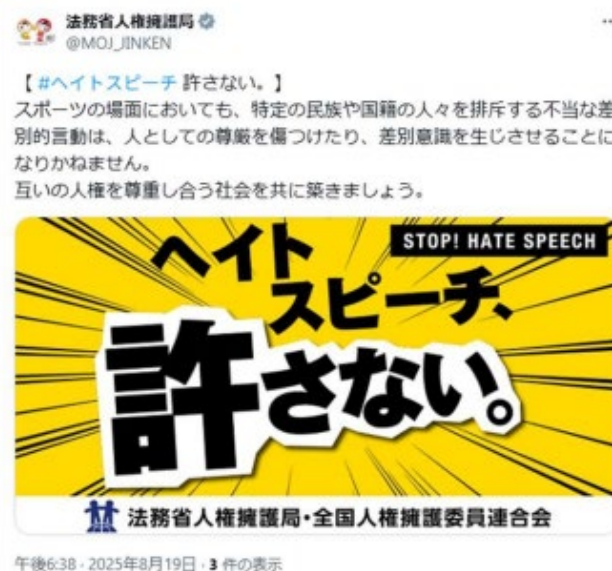 法務省人権擁護局
@MOJ_JINKEN
【 #ヘイトスピーチ 許さない。】
スポーツの場面においても、特定の民族や国籍の人々を排斥する不当な差
別的言動は、人としての尊厳を傷つけたり、差別意識を生じさせることに
なりかねません。
互いの人権を尊重し合う社会を共に築きましょう。
STOP! HATE SPEECH
ヘイト
スピーチ、
許さない。
法務省人権擁護局・全国人権擁護委員連合会
午後6:38 · 2025年8月19日 · 3 件の表示